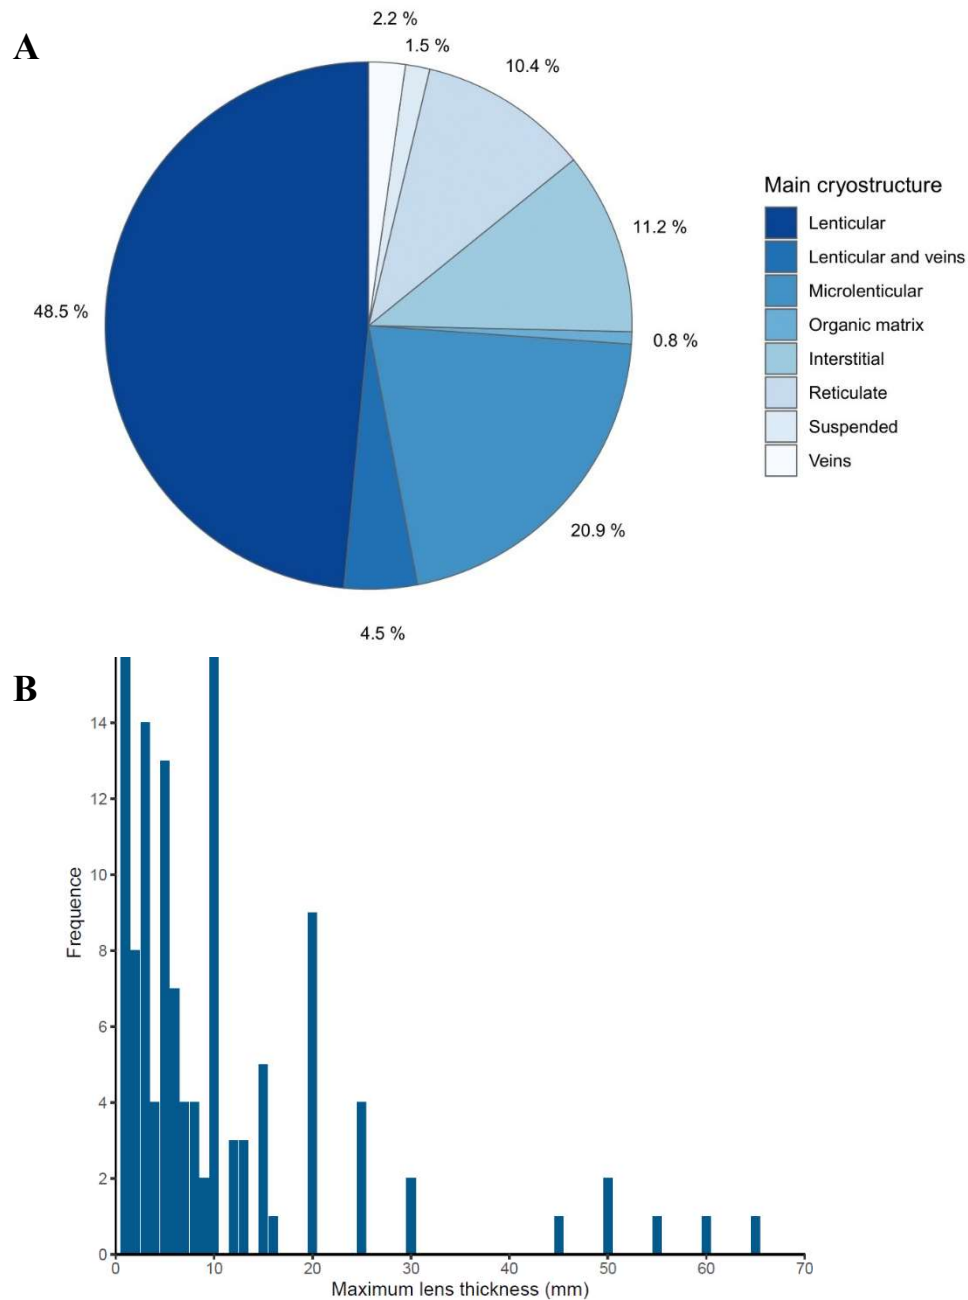 A
2.2 %
1.5 %
10.4 %
11.2 %
0.8 %
20.9 %
4.5 %
48.5 %
Main cryostructure
Lenticular
Lenticular and veins
Microlenticular
Organic matrix
Interstitial
Reticulate
Suspended
Veins
B
14
12
10
8
6
4
2
0
Frequence
0 10 20 30 40 50 60 70
Maximum lens thickness (mm)